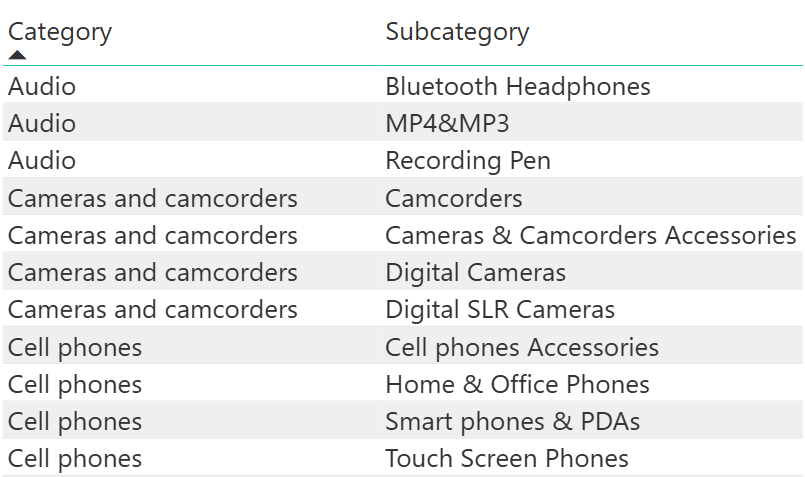 Category Subcategory
Audio Bluetooth Headphones
Audio MP4&MP3
Audio Recording Pen
Cameras and camcorders Camcorders
Cameras and camcorders Cameras & Camcorders Accessories
Cameras and camcorders Digital Cameras
Cameras and camcorders Digital SLR Cameras
Cell phones Cell phones Accessories
Cell phones Home & Office Phones
Cell phones Smart phones & PDAs
Cell phones Touch Screen Phones